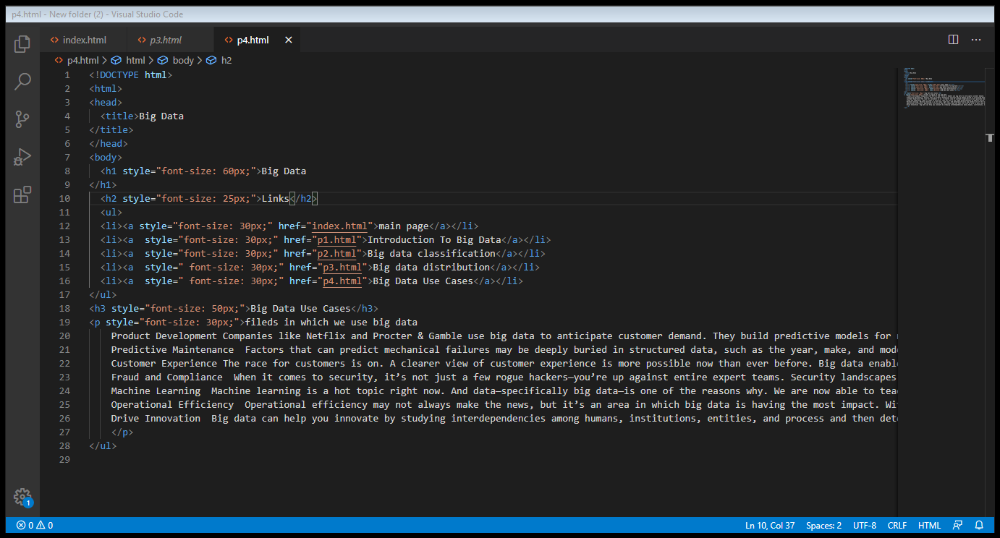 p4.html - New folder (2) - Visual Studio Code
index.html p3.html p4.html
p4.html > html > body > h2
1 <!DOCTYPE html>
2 <html>
3 <head>
4 <title>Big Data
5 </title>
6 </head>
7 <body>
8 <h1 style="font-size: 60px;">Big Data
9 </h1>
10 <h2 style="font-size: 25px;">Links</h2>
11 <ul>
12 <li><a style="font-size: 30px;" href="index.html">main page</a></li>
13 <li><a  style="font-size: 30px;" href="p1.html">Introduction To Big Data</a></li>
14 <li><a  style="font-size: 30px;" href="p2.html">Big data classification</a></li>
15 <li><a  style=" font-size: 30px;" href="p3.html">Big data distribution</a></li>
16 <li><a  style=" font-size: 30px;" href="p4.html">Big Data Use Cases</a></li>
17 </ul>
18 <h3 style="font-size: 50px;">Big Data Use Cases</h3>
19 <p style="font-size: 30px;">fileds in which we use big data
20 Product Development Companies like Netflix and Procter & Gamble use big data to anticipate customer demand. They build predictive models for
21 Predictive Maintenance  Factors that can predict mechanical failures may be deeply buried in structured data, such as the year, make, and mod
22 Customer Experience The race for customers is on. A clearer view of customer experience is more possible now than ever before. Big data enabl
23 Fraud and Compliance  When it comes to security, it’s not just a few rogue hackers—you’re up against entire expert teams. Security landscapes
24 Machine Learning  Machine learning is a hot topic right now. And data—specifically big data—is one of the reasons why. We are now able to tea
25 Operational Efficiency  Operational efficiency may not always make the news, but it’s an area in which big data is having the most impact. Wi
26 Drive Innovation  Big data can help you innovate by studying interdependencies among humans, institutions, entities, and process and then det
27 </p>
28 </ul>
29
1
0 0 Ln 10, Col 37 Spaces: 2 UTF-8 CRLF HTML